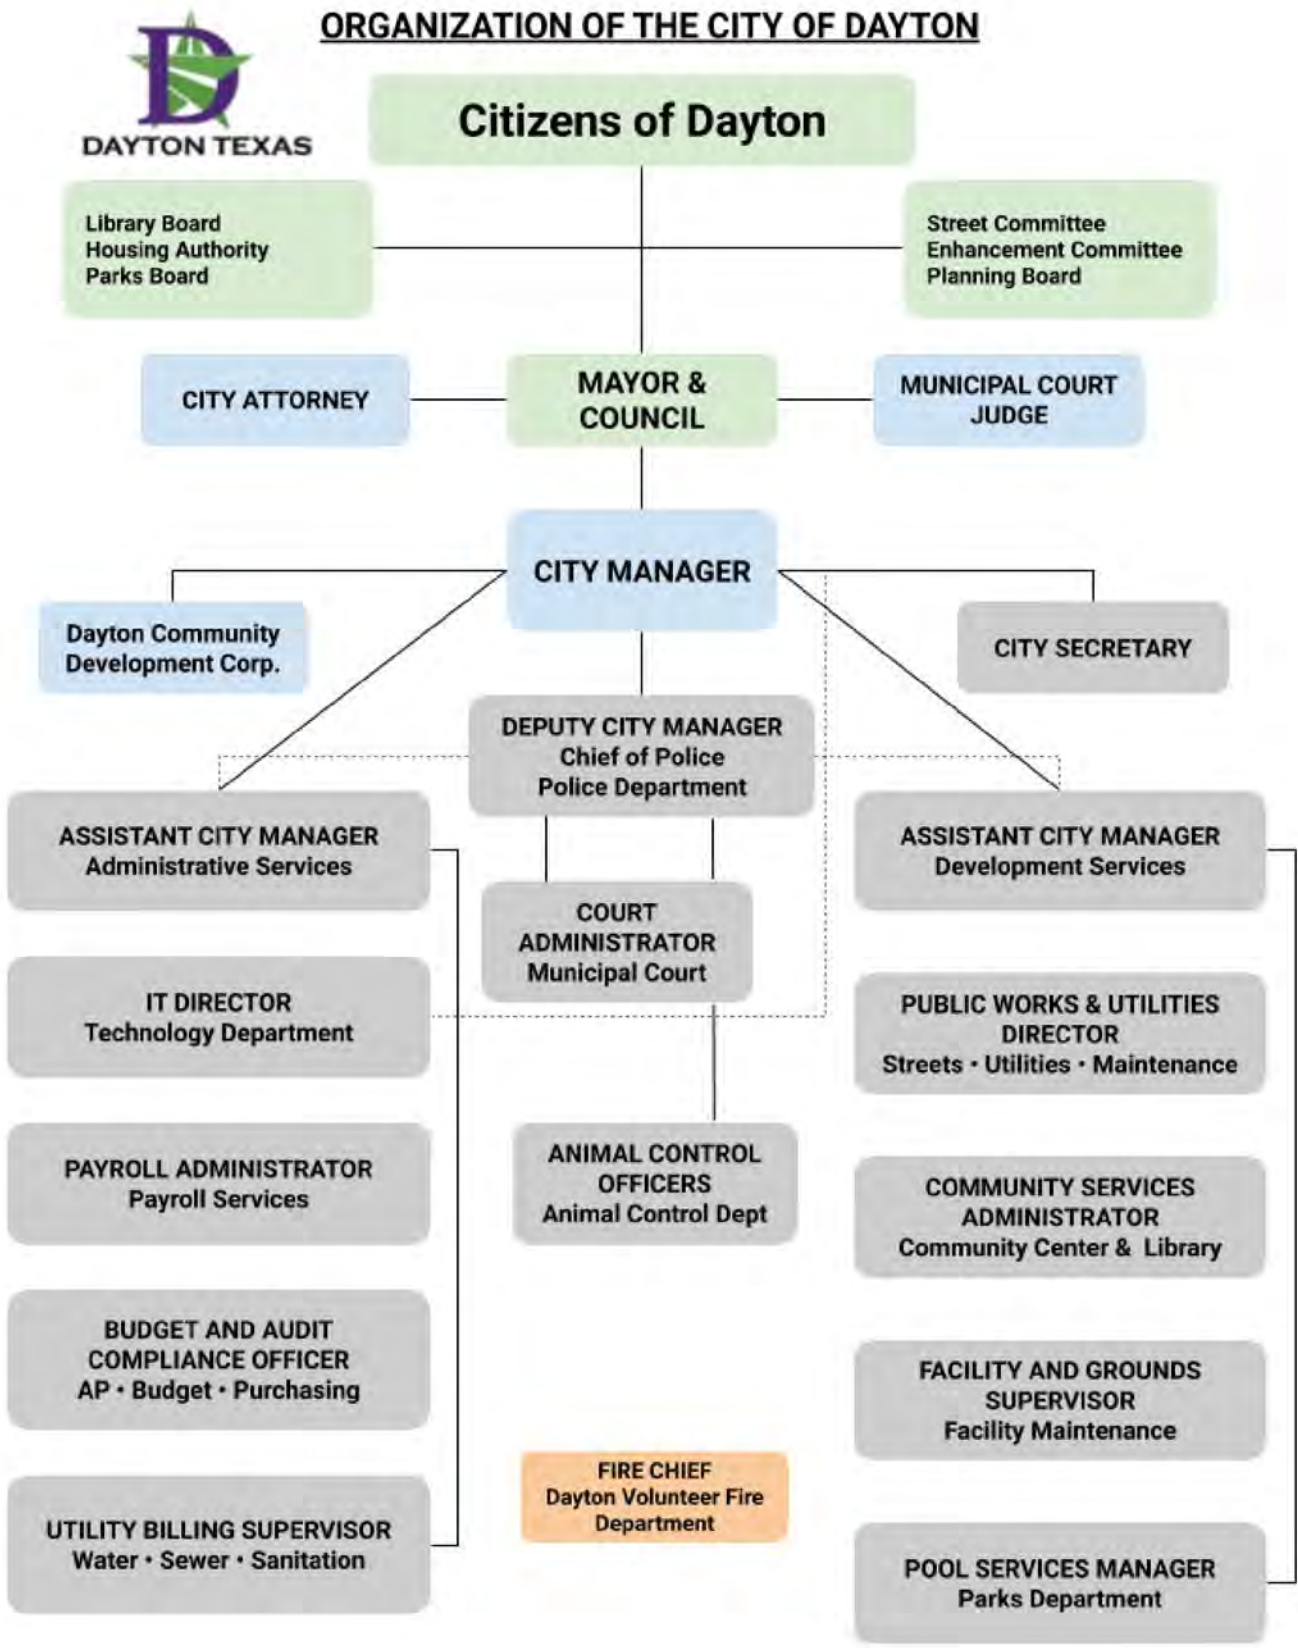 ORGANIZATION OF THE CITY OF DAYTON
DAYTON TEXAS
Citizens of Dayton
Library Board
Housing Authority
Parks Board
Street Committee
Enhancement Committee
Planning Board
CITY ATTORNEY
MAYOR &
COUNCIL
MUNICIPAL COURT
JUDGE
CITY MANAGER
Dayton Community
Development Corp.
CITY SECRETARY
DEPUTY CITY MANAGER
Chief of Police
Police Department
ASSISTANT CITY MANAGER
Administrative Services
ASSISTANT CITY MANAGER
Development Services
COURT
ADMINISTRATOR
Municipal Court
IT DIRECTOR
Technology Department
PUBLIC WORKS & UTILITIES
DIRECTOR
Streets • Utilities • Maintenance
PAYROLL ADMINISTRATOR
Payroll Services
ANIMAL CONTROL
OFFICERS
Animal Control Dept
COMMUNITY SERVICES
ADMINISTRATOR
Community Center & Library
BUDGET AND AUDIT
COMPLIANCE OFFICER
AP • Budget • Purchasing
FACILITY AND GROUNDS
SUPERVISOR
Facility Maintenance
FIRE CHIEF
Dayton Volunteer Fire
Department
UTILITY BILLING SUPERVISOR
Water • Sewer • Sanitation
POOL SERVICES MANAGER
Parks Department